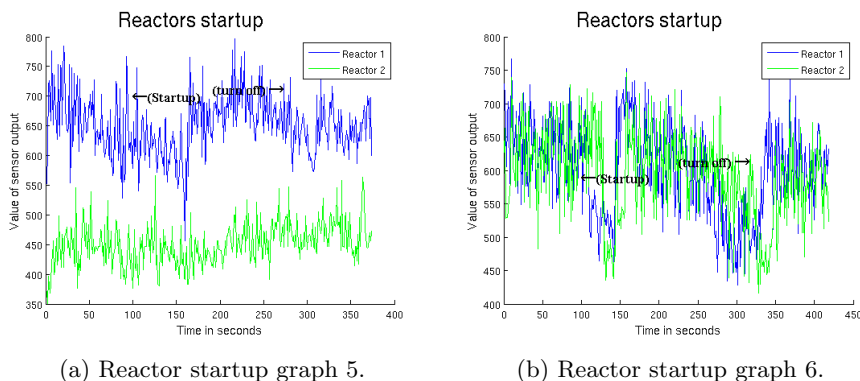 Reactors startup
Value of sensor output
800
750
700
650
600
550
500
450
400
350
0
50
100
150
200
250
300
350
400
Time in seconds
Reactor 1
Reactor 2
(Startup)
(turn off)
(a) Reactor startup graph 5.
Reactors startup
Value of sensor output
800
750
700
650
600
550
500
450
400
0
50
100
150
200
250
300
350
400
450
Time in seconds
Reactor 1
Reactor 2
(Startup)
(turn off)
(b) Reactor startup graph 6.